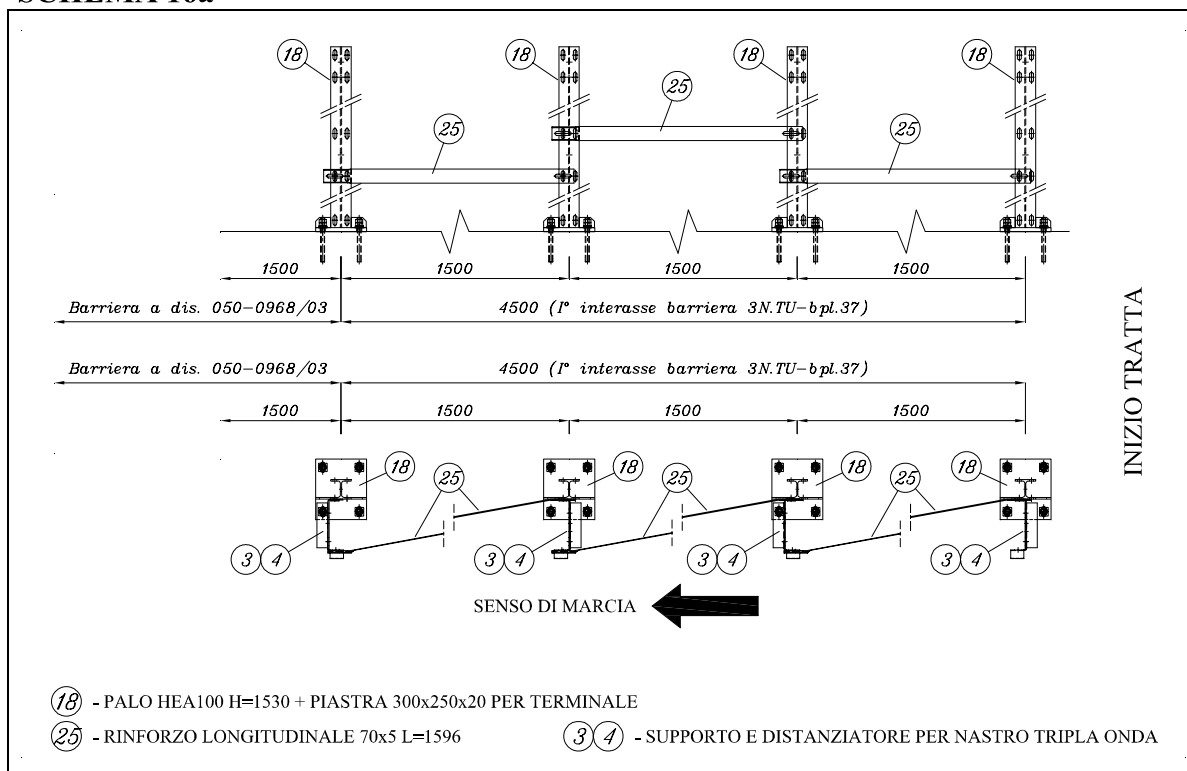 SCHEMA 16a
18 18 18 18
25 25 25
1500 1500 1500 1500
Barriera a dis. 050-0968/03 4500 (I° interasse barriera 3N.TU-bpl.37)
Barriera a dis. 050-0968/03 4500 (I° interasse barriera 3N.TU-bpl.37)
1500 1500 1500 1500
INIZIO TRATTA
18 18 18 18
25 25 25
3 4 3 4 3 4 3 4
SENSO DI MARCIA
18 - PALO HEA100 H=1530 + PIASTRA 300x250x20 PER TERMINALE
25 - RINFORZO LONGITUDINALE 70x5 L=1596 3 4 - SUPPORTO E DISTANZIATORE PER NASTRO TRIPLA ONDA